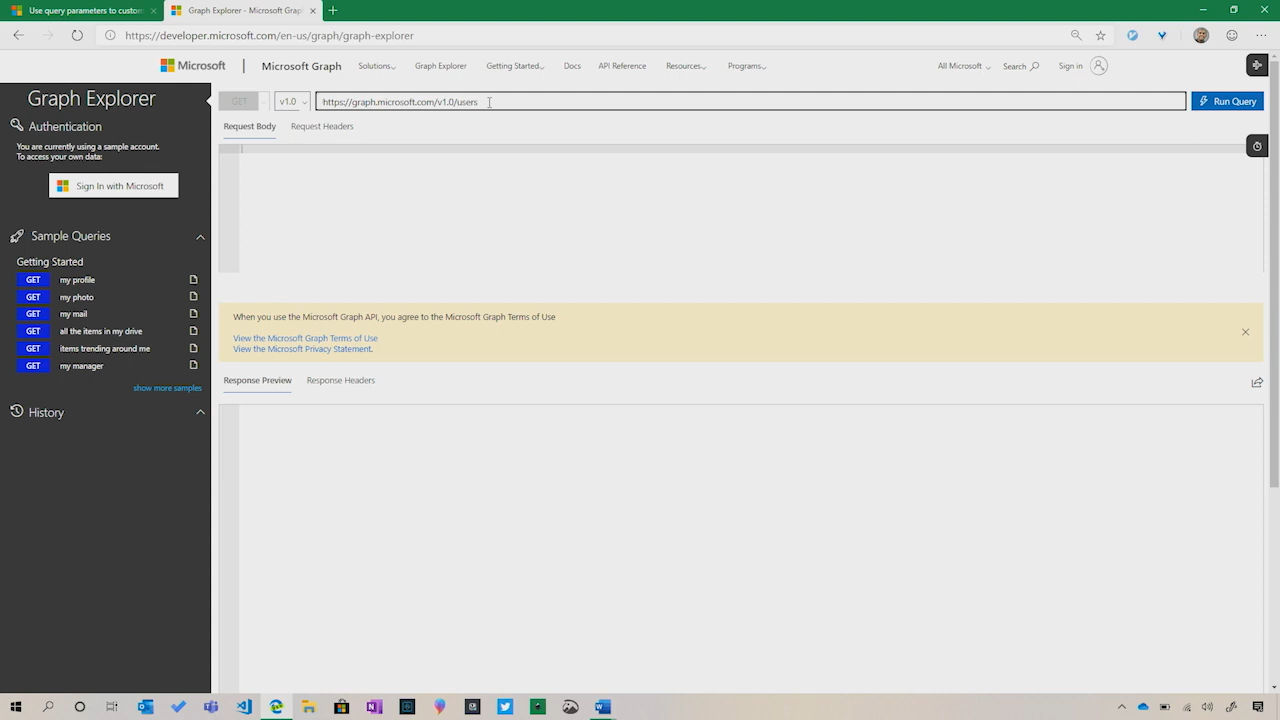 Use query parameters to custom
Graph Explorer - Microsoft Grap
https://developer.microsoft.com/en-us/graph/graph-explorer
Microsoft
Microsoft Graph
Solutions
Graph Explorer
Getting Started
Docs
API Reference
Resources
Programs
All Microsoft
Search
Sign in
Graph Explorer
Authentication
You are currently using a sample account.
To access your own data:
Sign In with Microsoft
Sample Queries
Getting Started
GET my profile
GET my photo
GET my mail
GET all the items in my drive
GET items trending around me
GET my manager
show more samples
History
GET
v1.0
https://graph.microsoft.com/v1.0/users
Run Query
Request Body
Request Headers
When you use the Microsoft Graph API, you agree to the Microsoft Graph Terms of Use
View the Microsoft Graph Terms of Use
View the Microsoft Privacy Statement.
Response Preview
Response Headers